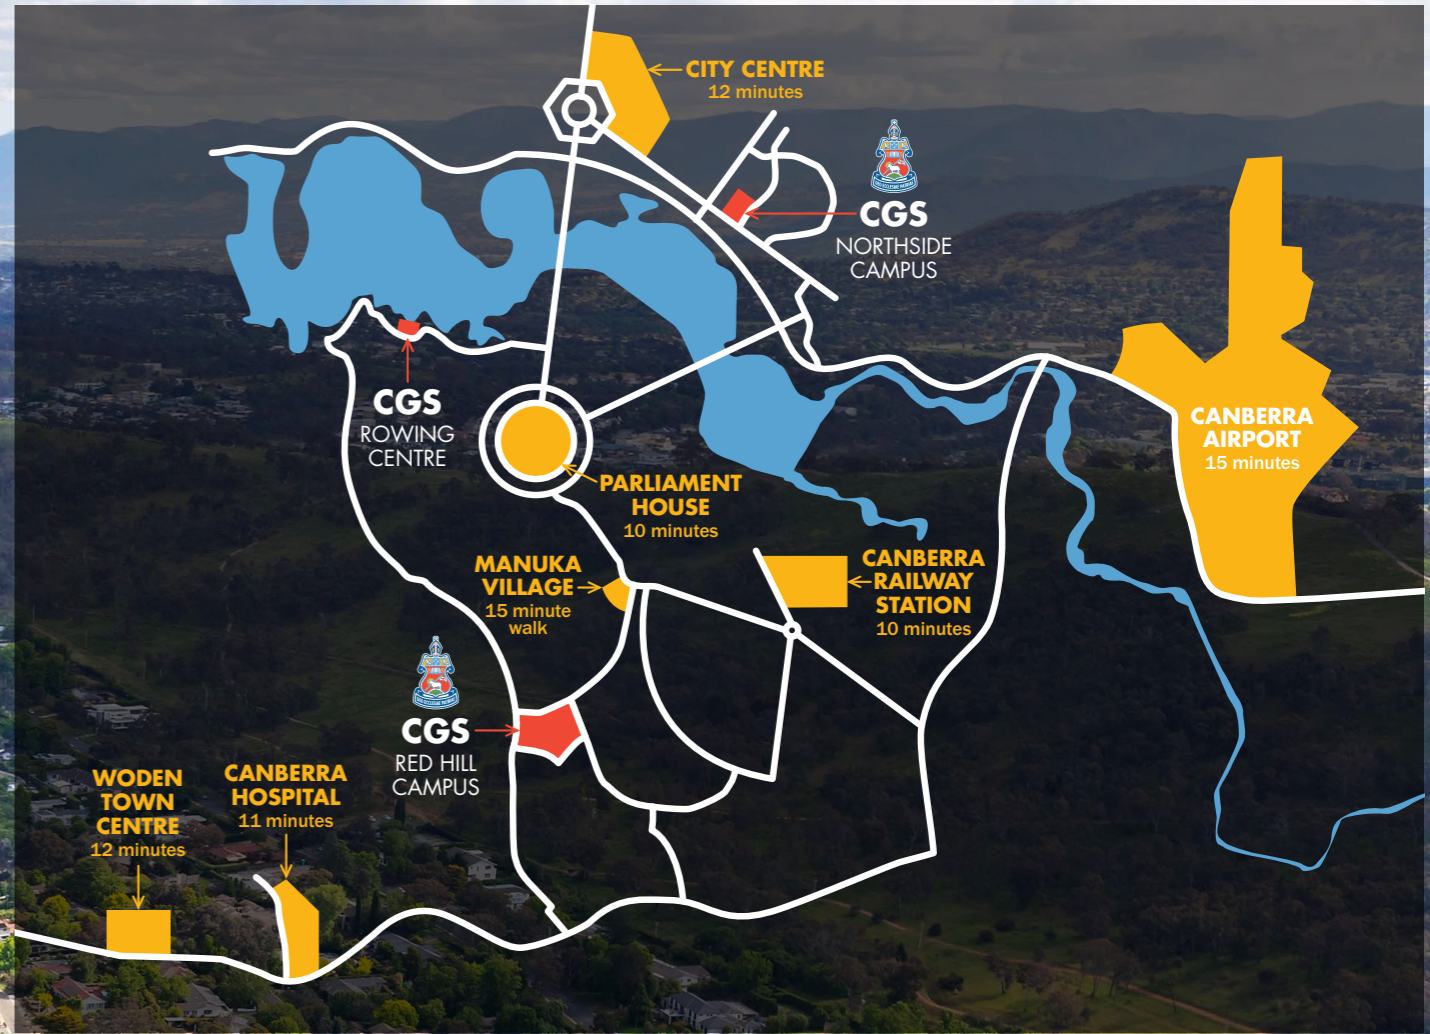 CITY CENTRE
12 minutes
CGS
NORTHSIDE
CAMPUS
CGS
ROWING
CENTRE
CANBERRA
AIRPORT
15 minutes
PARLIAMENT
HOUSE
10 minutes
MANUKA
VILLAGE
15 minute
walk
CANBERRA
RAILWAY
STATION
10 minutes
CGS
RED HILL
CAMPUS
WODEN
TOWN
CENTRE
12 minutes
CANBERRA
HOSPITAL
11 minutes